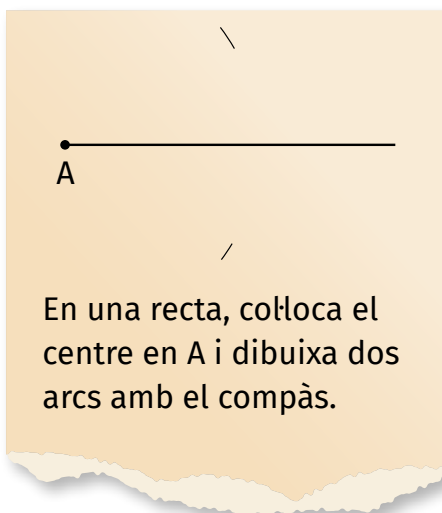 A
En una recta, col·loca el
centre en A i dibuixa dos
arcs amb el compàs.